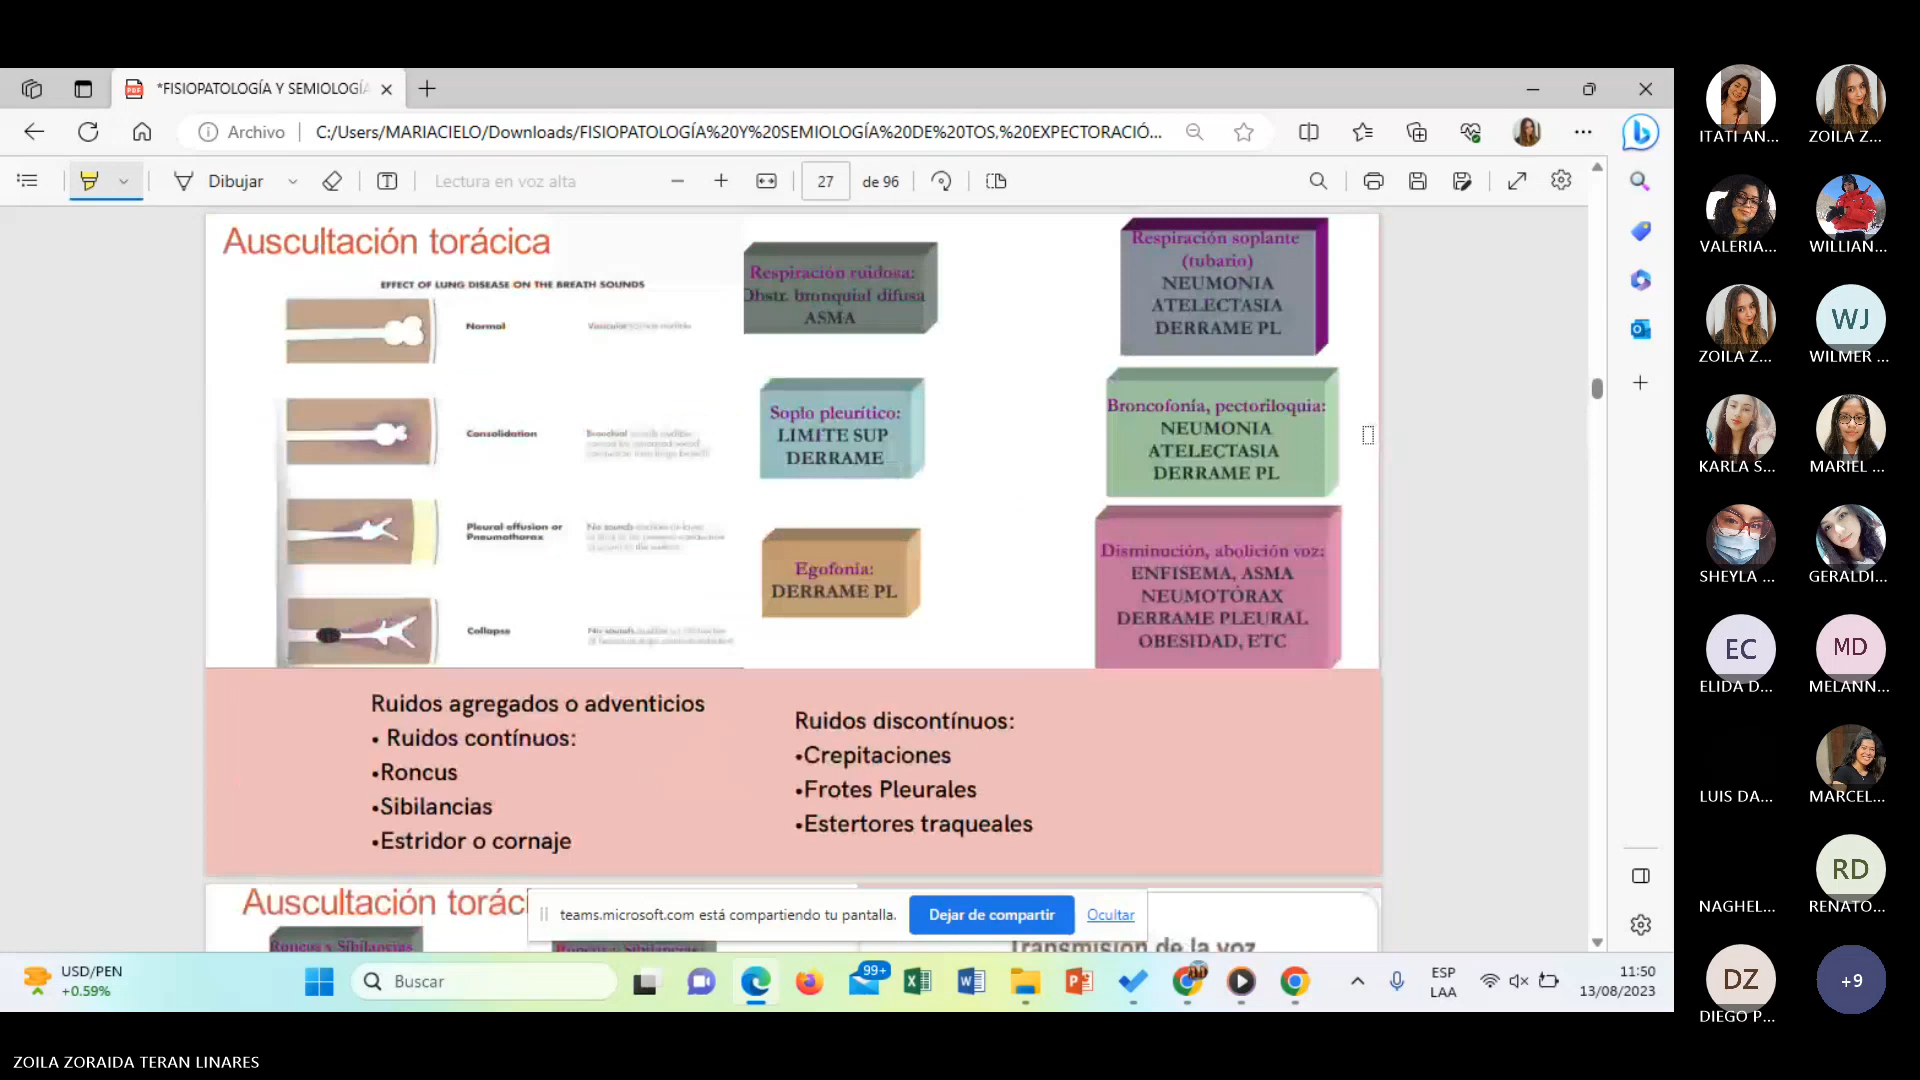 *FISIOPATOLOGÍA Y SEMIOLOGÍA
Archivo
C:/Users/MARIACIELO/Downloads/FISIOPATOLOGÍA%20Y%20SEMIOLOGÍA%20DE%20TOS,%20EXPECTORACIÓ...
Dibujar
Lectura en voz alta
27
de 96
Auscultación torácica
EFFECT OF LUNG DISEASE ON THE BREATH SOUNDS
Normal
Consolidation
Pleural effusion or
Pneumothorax
Collapse
Respiración ruidosa:
Obstr. bronquial difusa
ASMA
Soplo pleurítico:
LIMITE SUP
DERRAME
Egofonía:
DERRAME PL
Respiración soplante
(tubario)
NEUMONIA
ATELECTASIA
DERRAME PL
Broncofonía, pectoriloquia:
NEUMONIA
ATELECTASIA
DERRAME PL
Disminución, abolición voz:
ENFISEMA, ASMA
NEUMOTÓRAX
DERRAME PLEURAL
OBESIDAD, ETC
Ruidos agregados o adventicios
• Ruidos contínuos:
•Roncus
•Sibilancias
•Estridor o cornaje
Ruidos discontínuos:
•Crepitaciones
•Frotes Pleurales
•Estertores traqueales
Auscultación toráci
Roncus y Sibilancias
Transmisión de la voz
teams.microsoft.com está compartiendo tu pantalla.
Dejar de compartir
Ocultar
USD/PEN
+0.59%
Buscar
99+
ESP
LAA
11:50
13/08/2023
ITATI AN...
ZOILA Z...
VALERIA...
WILLIAN...
ZOILA Z...
WJ
WILMER ...
KARLA S...
MARIEL ...
SHEYLA ...
GERALDI...
EC
ELIDA D...
MD
MELANN...
LUIS DA...
MARCEL...
NAGHEL...
RD
RENATO...
DZ
DIEGO P...
+9
ZOILA ZORAIDA TERAN LINARES